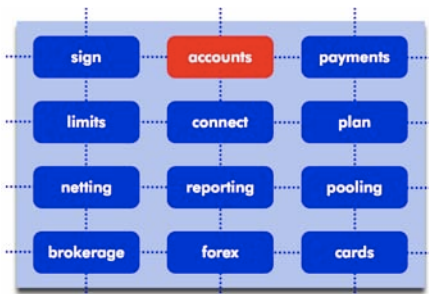 sign accounts payments
limits connect plan
netting reporting pooling
brokerage forex cards